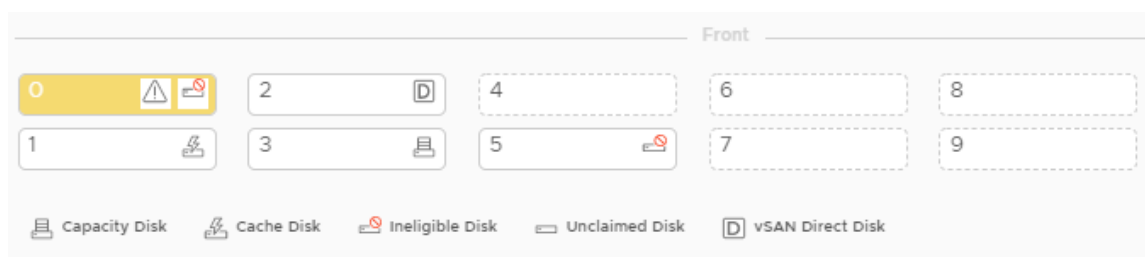 Front
0 2 D 4 6 8
1 3 5 7 9
Capacity Disk Cache Disk Ineligible Disk Unclaimed Disk D vSAN Direct Disk